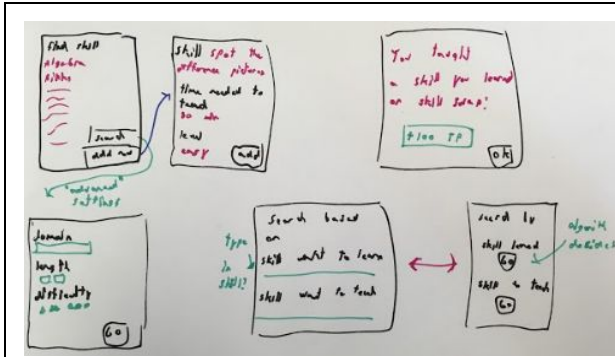 find skill
Algebra
search
add new
"advanced"
settings
skill spot the
difference pictures
time needed to
teach
30 min
level
easy
add
You taught
a skill you learned
on skill swap!
+100 TP
OK
domain
length
difficulty
GO
type
in
skill?
search based
on
skill want to learn
skill want to teach
search by
skill learned
GO
skill to teach
GO
algorith
decides